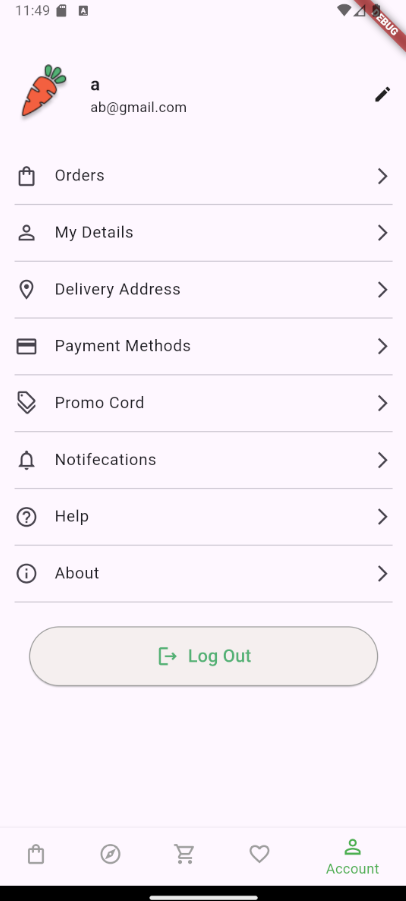 11:49
A
DEBUG
a
ab@gmail.com
Orders
My Details
Delivery Address
Payment Methods
Promo Cord
Notifecations
Help
About
Log Out
Account